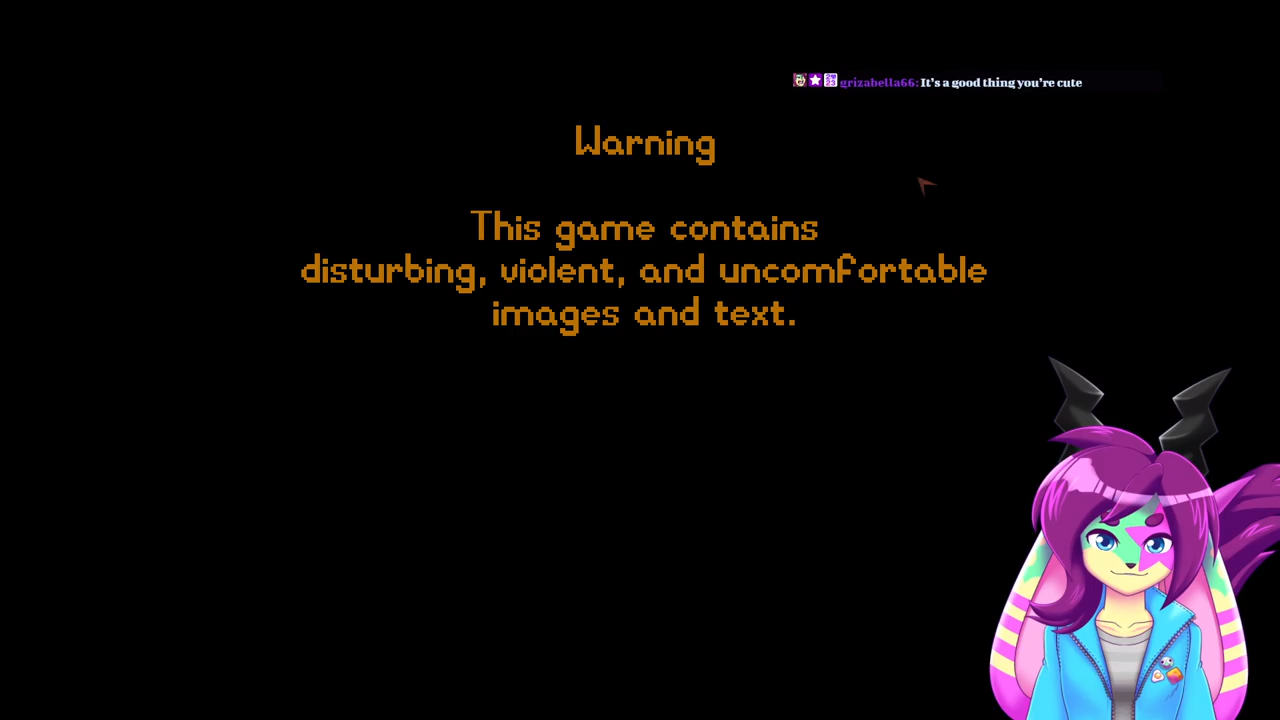 grizabella66: It's a good thing you're cute
Warning
This game contains
disturbing, violent, and uncomfortable
images and text.